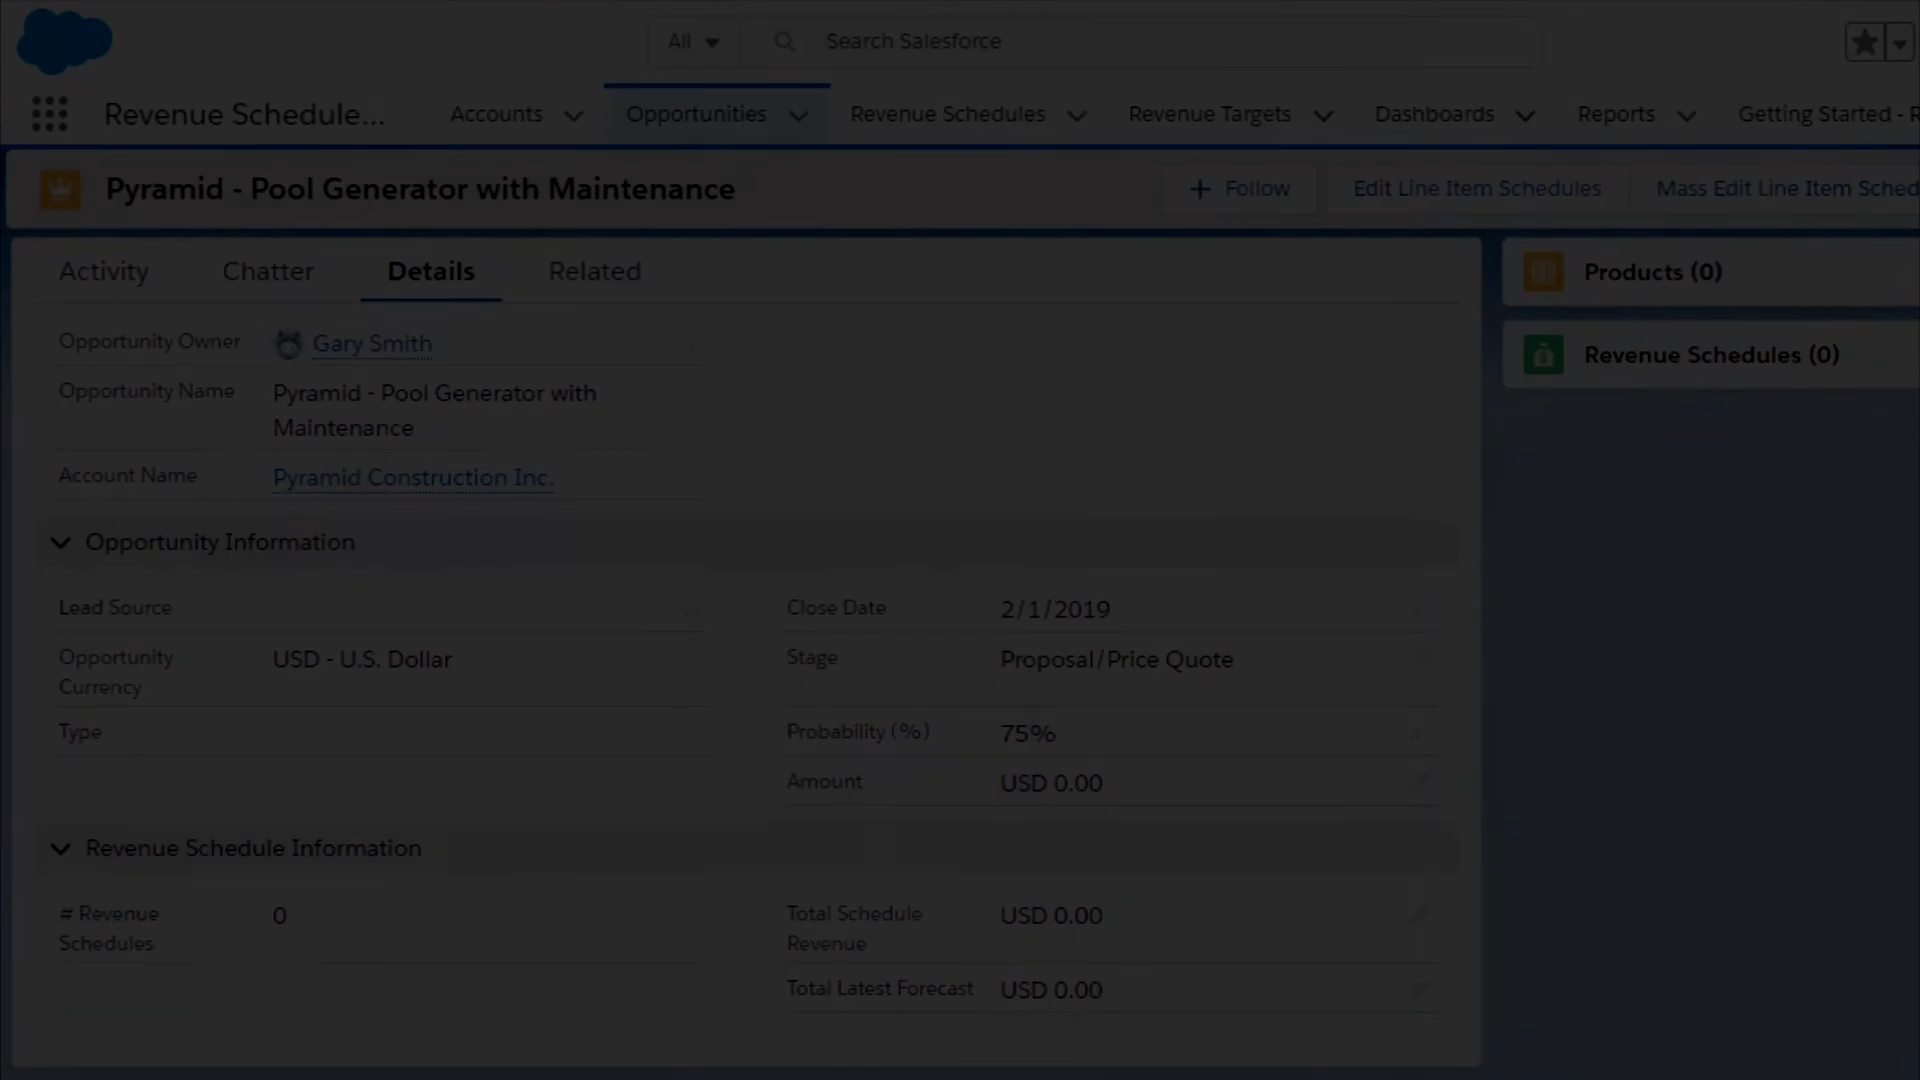 All
Search Salesforce
Revenue Schedule...
Accounts
Opportunities
Revenue Schedules
Revenue Targets
Dashboards
Reports
Getting Started - R
Pyramid - Pool Generator with Maintenance
Follow
Edit Line Item Schedules
Mass Edit Line Item Sched
Activity
Chatter
Details
Related
Opportunity Owner
Gary Smith
Opportunity Name
Pyramid - Pool Generator with
Maintenance
Account Name
Pyramid Construction Inc.
Opportunity Information
Lead Source
Close Date
2/1/2019
Opportunity
Currency
USD - U.S. Dollar
Stage
Proposal/Price Quote
Type
Probability (%)
75%
Amount
USD 0.00
Revenue Schedule Information
# Revenue
Schedules
0
Total Schedule
Revenue
USD 0.00
Total Latest Forecast
USD 0.00
Products (0)
Revenue Schedules (0)